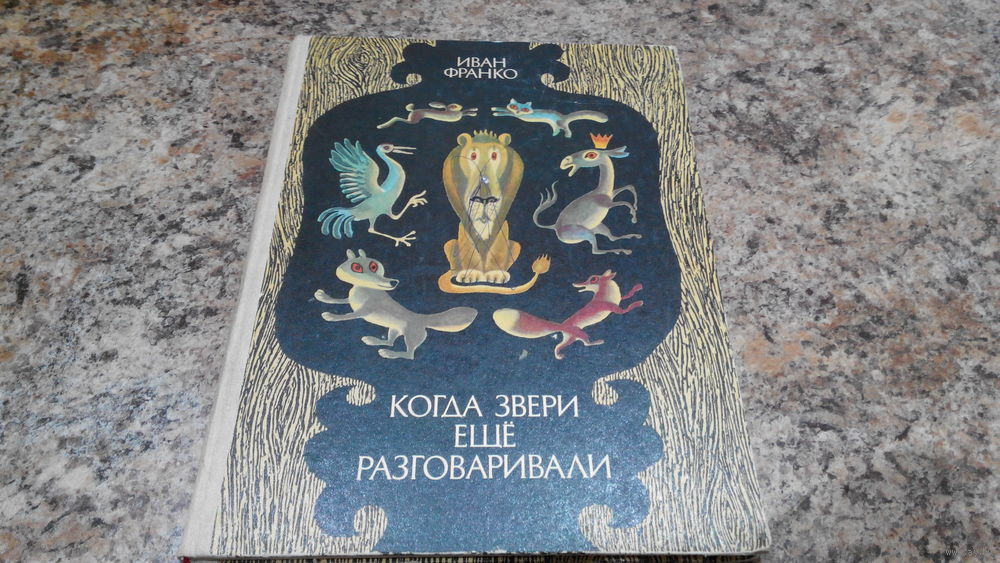 ИВАН
ФРАНКО
КОГДА ЗВЕРИ
ЕЩЁ
РАЗГОВАРИВАЛИ